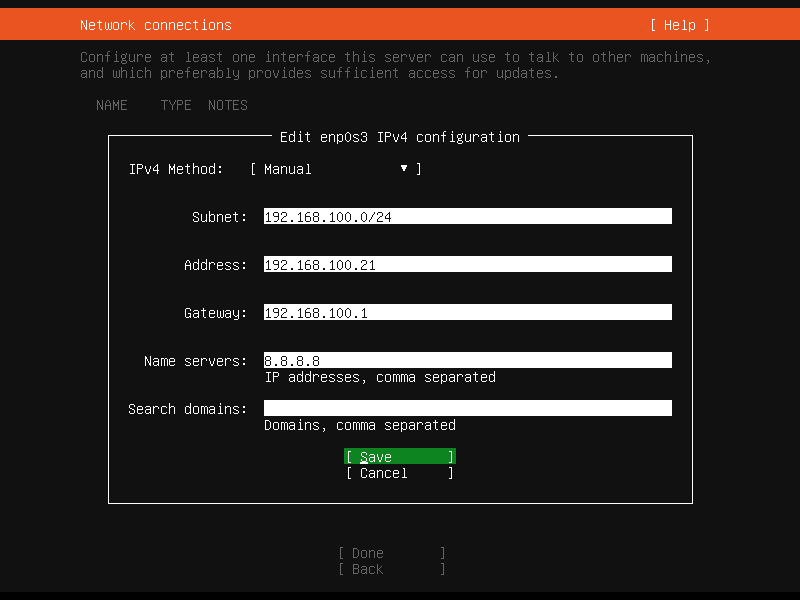 Network connections [ Help ]
Configure at least one interface this server can use to talk to other machines,
and which preferably provides sufficient access for updates.
NAME TYPE NOTES
Edit enp0s3 IPv4 configuration
IPv4 Method: [ Manual ▼ ]
Subnet: 192.168.100.0/24
Address: 192.168.100.21
Gateway: 192.168.100.1
Name servers: 8.8.8.8
IP addresses, comma separated
Search domains:
Domains, comma separated
[ Save ]
[ Cancel ]
[ Done ]
[ Back ]